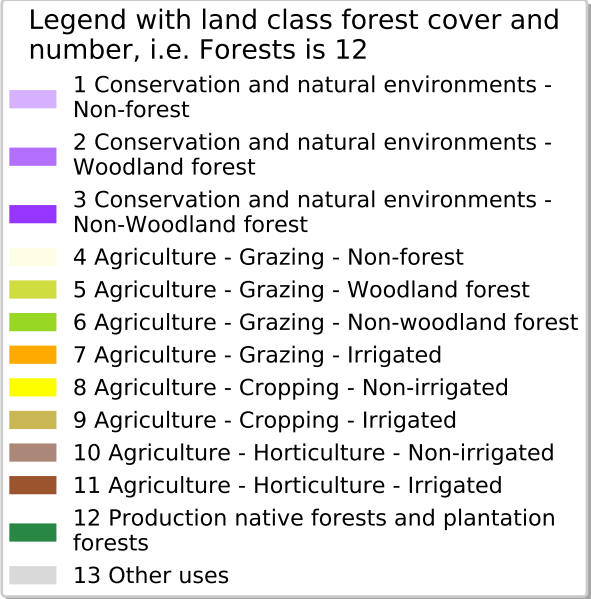 Legend with land class forest cover and
number, i.e. Forests is 12
1 Conservation and natural environments -
Non-forest
2 Conservation and natural environments -
Woodland forest
3 Conservation and natural environments -
Non-Woodland forest
4 Agriculture - Grazing - Non-forest
5 Agriculture - Grazing - Woodland forest
6 Agriculture - Grazing - Non-woodland forest
7 Agriculture - Grazing - Irrigated
8 Agriculture - Cropping - Non-irrigated
9 Agriculture - Cropping - Irrigated
10 Agriculture - Horticulture - Non-irrigated
11 Agriculture - Horticulture - Irrigated
12 Production native forests and plantation
forests
13 Other uses